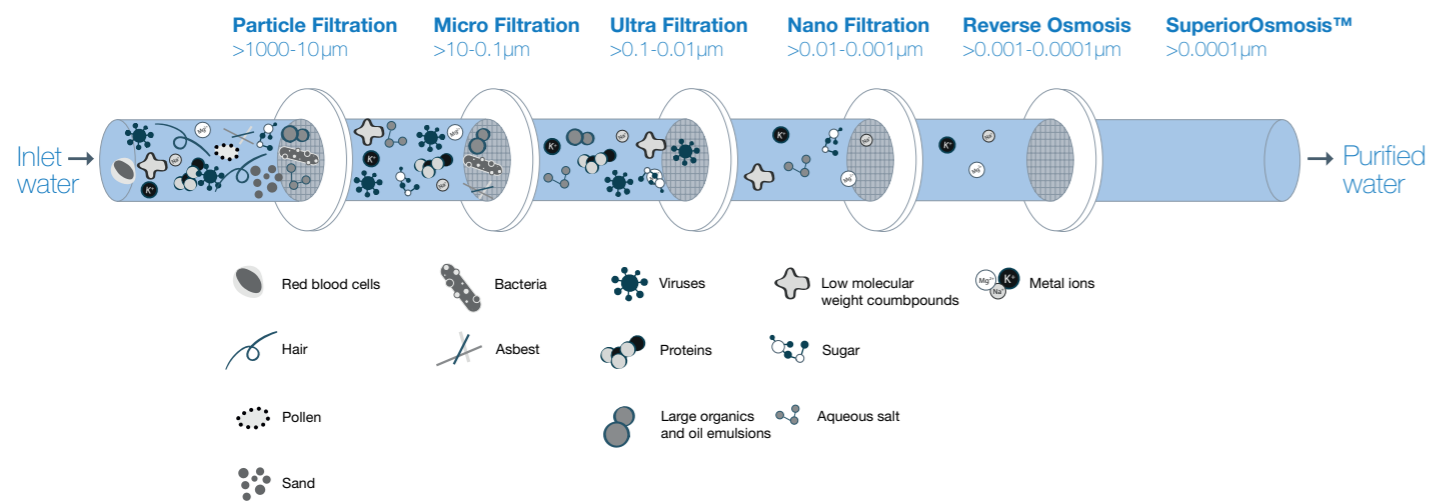 Particle Filtration
>1000-10µm
Micro Filtration
>10-0.1µm
Ultra Filtration
>0.1-0.01µm
Nano Filtration
>0.01-0.001µm
Reverse Osmosis
>0.001-0.0001µm
SuperiorOsmosis™
>0.0001µm
Inlet
water
Purified
water
Red blood cells
Hair
Pollen
Sand
Bacteria
Asbest
Viruses
Proteins
Large organics
and oil emulsions
Low molecular
weight coumbpounds
Sugar
Aqueous salt
Mg²⁺
K⁺
Na⁺
Metal ions